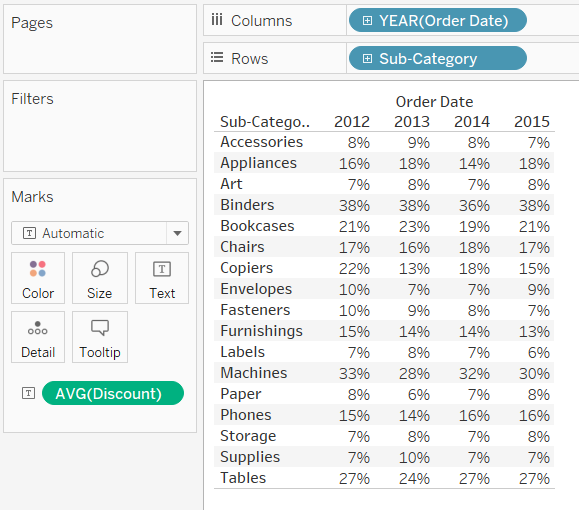 Pages
Columns
YEAR(Order Date)
Rows
Sub-Category
Filters
Marks
Automatic
Color Size Text
Detail Tooltip
AVG(Discount)
Order Date
Sub-Catego.. 2012 2013 2014 2015
Accessories 8% 9% 8% 7%
Appliances 16% 18% 14% 18%
Art 7% 8% 7% 8%
Binders 38% 38% 36% 38%
Bookcases 21% 23% 19% 21%
Chairs 17% 16% 18% 17%
Copiers 22% 13% 18% 15%
Envelopes 10% 7% 7% 9%
Fasteners 10% 9% 8% 7%
Furnishings 15% 14% 14% 13%
Labels 7% 8% 7% 6%
Machines 33% 28% 32% 30%
Paper 8% 6% 7% 8%
Phones 15% 14% 16% 16%
Storage 7% 8% 7% 8%
Supplies 7% 10% 7% 7%
Tables 27% 24% 27% 27%